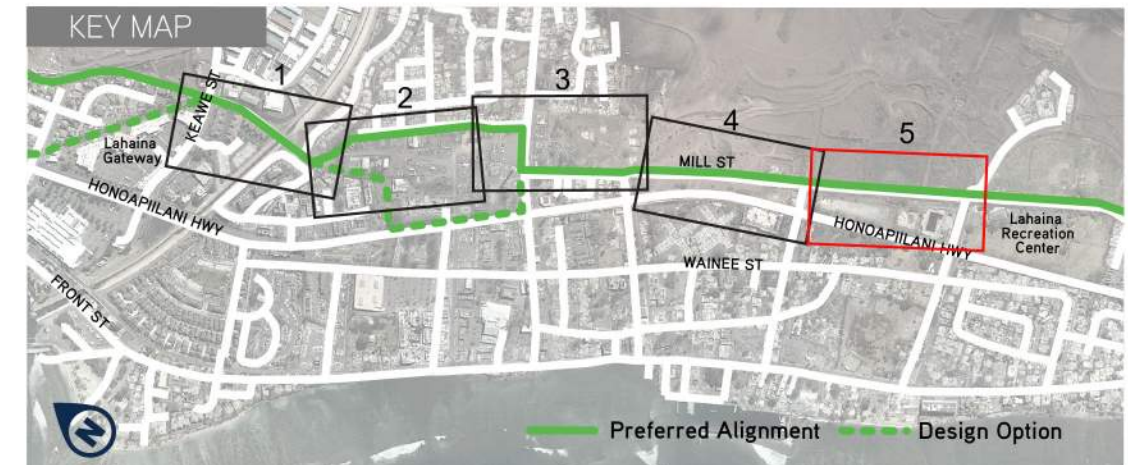 KEY MAP
1
2
3
4
5
KEAWE ST
Lahaina
Gateway
HONOAPIILANI HWY
MILL ST
HONOAPIILANI HWY
Lahaina
Recreation
Center
WAINEE ST
FRONT ST
N
Preferred Alignment
Design Option